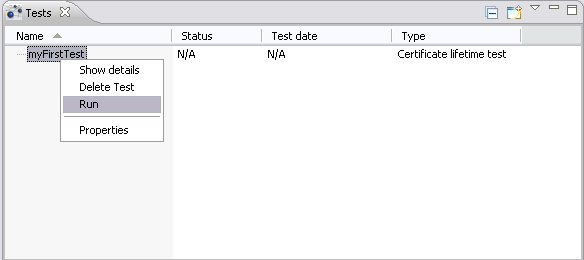 Tests
Name Status Test date Type
myFirstTest N/A N/A Certificate lifetime test
Show details
Delete Test
Run
Properties